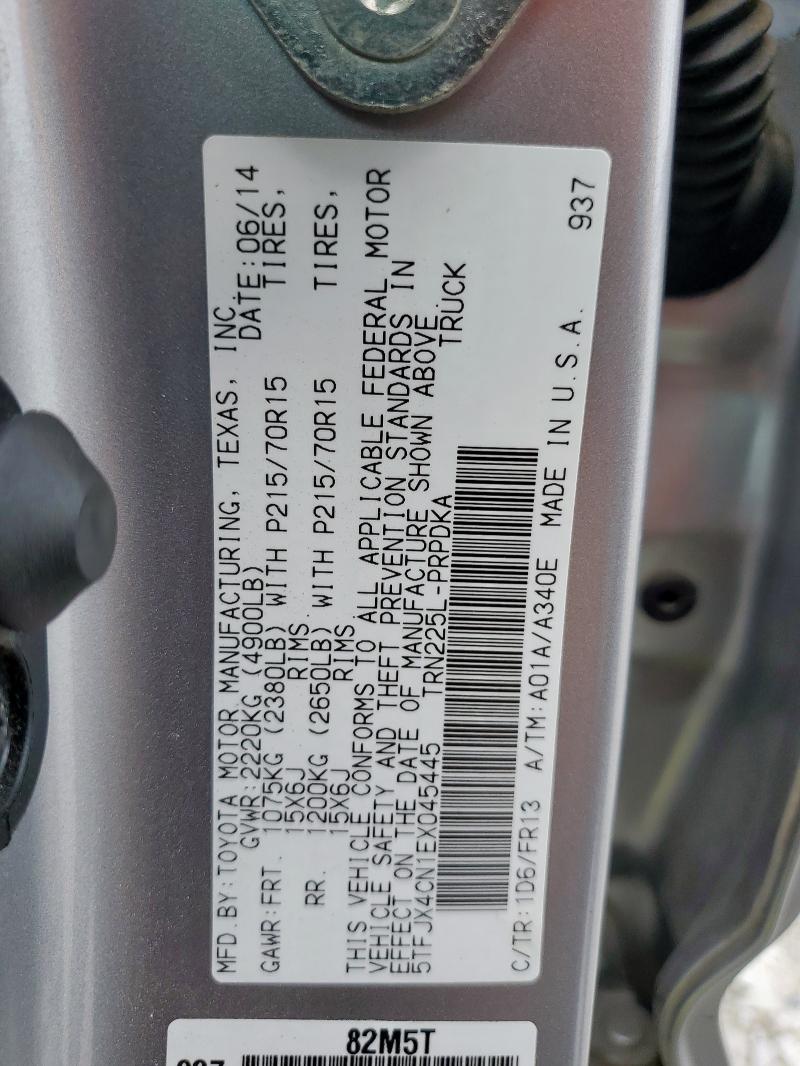 MFD.BY:TOYOTA MOTOR MANUFACTURING, TEXAS, INC.
GVWR:2220KG (4900LB) DATE:06/14
GAWR:FRT. 1075KG (2380LB) WITH P215/70R15 TIRES,
15X6J RIMS
RR. 1200KG (2650LB) WITH P215/70R15 TIRES,
15X6J RIMS
THIS VEHICLE CONFORMS TO ALL APPLICABLE FEDERAL MOTOR
VEHICLE SAFETY AND THEFT PREVENTION STANDARDS IN
EFFECT ON THE DATE OF MANUFACTURE SHOWN ABOVE.
5TFJX4CN1EX045445 TRN225L-PRPDKA TRUCK
C/TR:1D6/FR13 A/TM:A01A/A340E MADE IN U.S.A. 937
82M5T